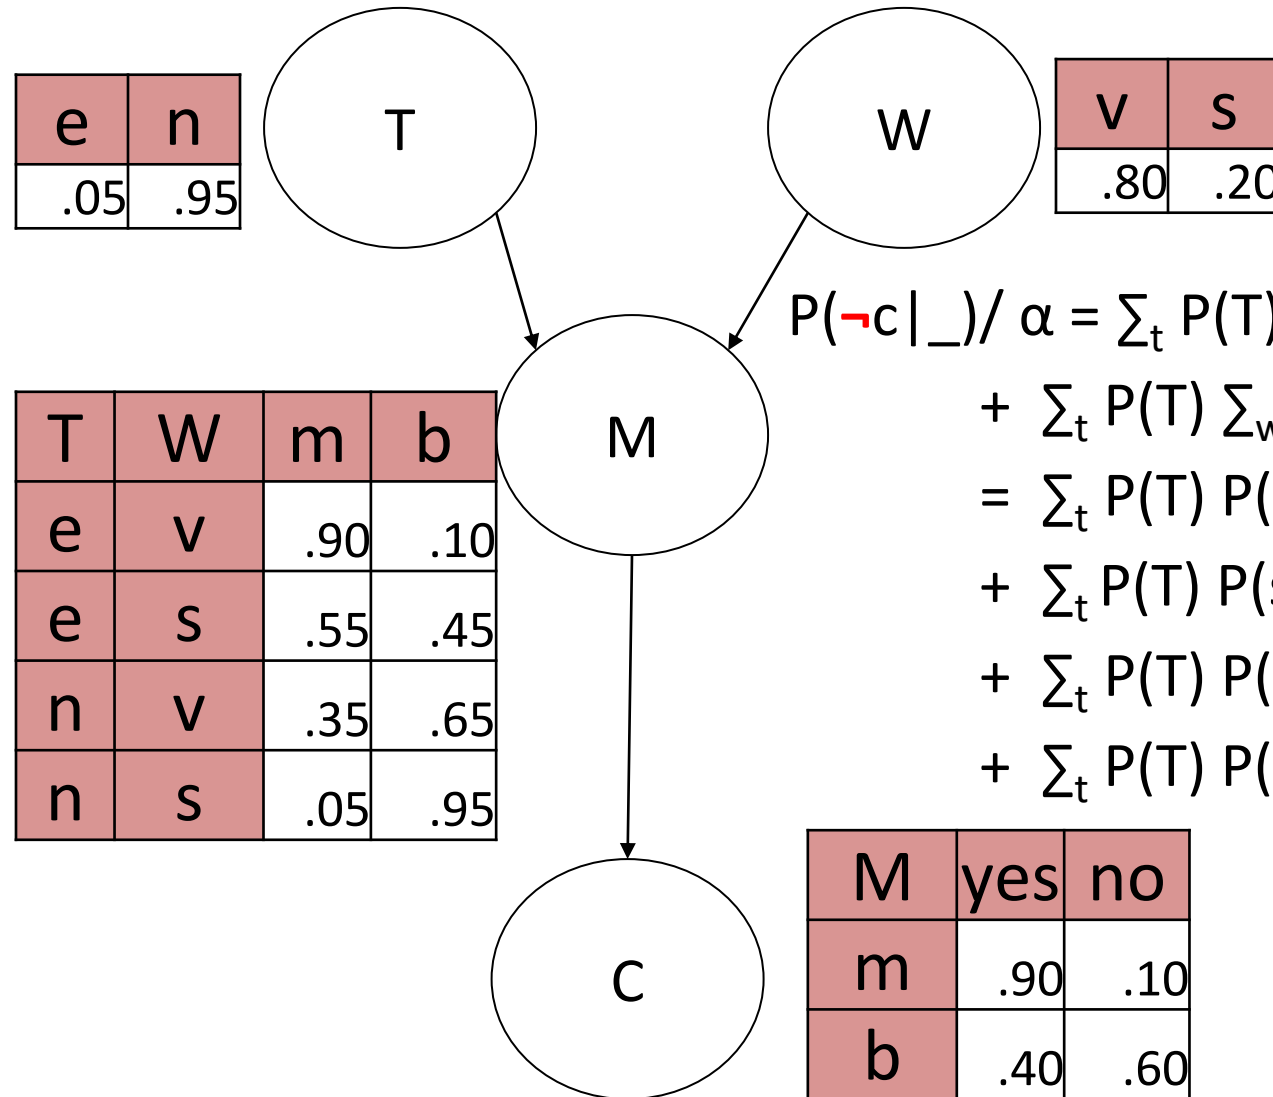 e n
.05 .95
T
W
v s
.80 .20
P(¬c|_)/ α = ∑t P(T)
+ ∑t P(T) ∑w
= ∑t P(T) P(
+ ∑t P(T) P(s
+ ∑t P(T) P(
+ ∑t P(T) P(
T W m b
e v .90 .10
e s .55 .45
n v .35 .65
n s .05 .95
M
C
M yes no
m .90 .10
b .40 .60